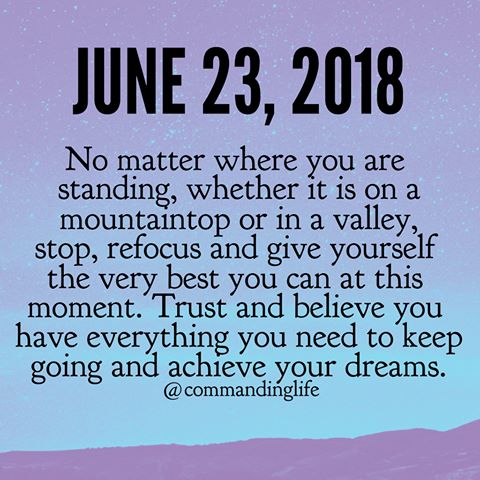 JUNE 23, 2018
No matter where you are
standing, whether it is on a
mountaintop or in a valley,
stop, refocus and give yourself
the very best you can at this
moment. Trust and believe you
have everything you need to keep
going and achieve your dreams.
@commandinglife